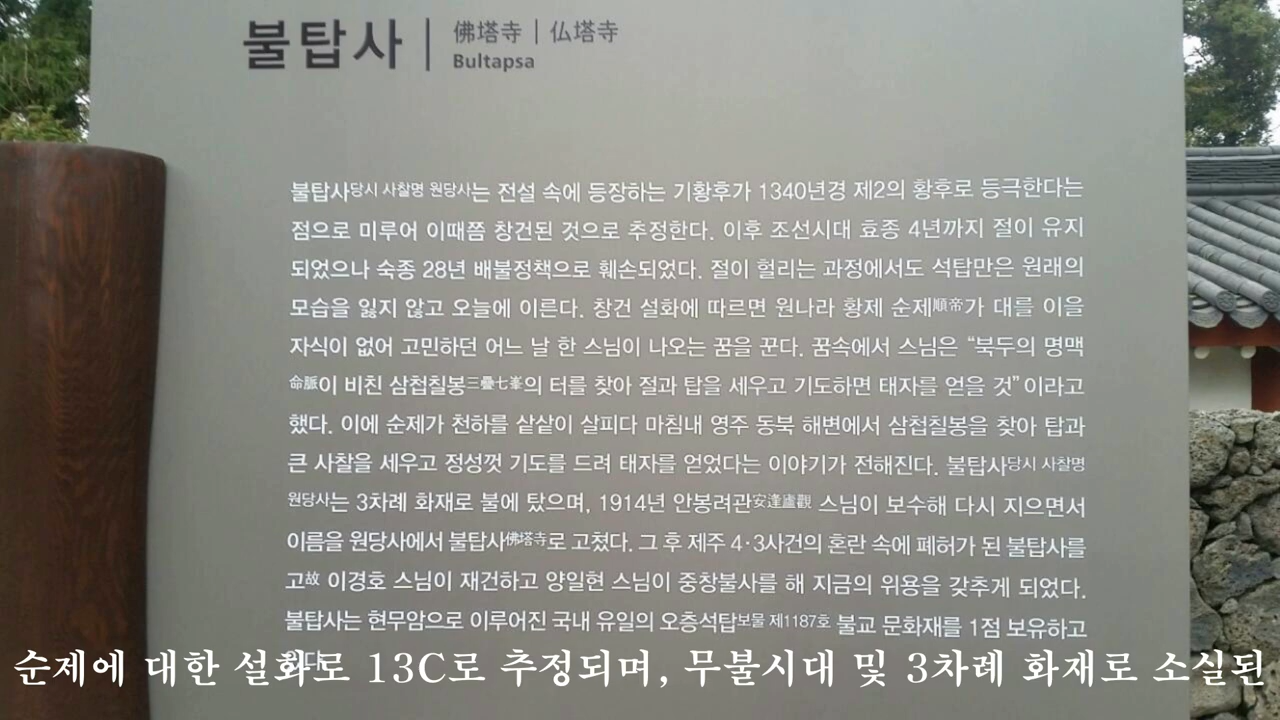 불탑사 | 佛塔寺 | 仏塔寺
Bultapsa
불탑사당시 사찰명 원당사는 전설 속에 등장하는 기황후가 1340년경 제2의 황후로 등극한다는
점으로 미루어 이때쯤 창건된 것으로 추정한다. 이후 조선시대 효종 4년까지 절이 유지
되었으나 숙종 28년 배불정책으로 훼손되었다. 절이 헐리는 과정에서도 석탑만은 원래의
모습을 잃지 않고 오늘에 이른다. 창건 설화에 따르면 원나라 황제 순제順帝가 대를 이을
자식이 없어 고민하던 어느 날 한 스님이 나오는 꿈을 꾼다. 꿈속에서 스님은 “북두의 명맥
命脈이 비친 삼첩칠봉三疊七峯의 터를 찾아 절과 탑을 세우고 기도하면 태자를 얻을 것”이라고
했다. 이에 순제가 천하를 샅샅이 살피다 마침내 영주 동북 해변에서 삼첩칠봉을 찾아 탑과
큰 사찰을 세우고 정성껏 기도를 드려 태자를 얻었다는 이야기가 전해진다. 불탑사당시 사찰명
원당사는 3차례 화재로 불에 탔으며, 1914년 안봉려관安逢廬觀 스님이 보수해 다시 지으면서
이름을 원당사에서 불탑사佛塔寺로 고쳤다. 그 후 제주 4·3사건의 혼란 속에 폐허가 된 불탑사를
고故 이경호 스님이 재건하고 양일현 스님이 중창불사를 해 지금의 위용을 갖추게 되었다.
불탑사는 현무암으로 이루어진 국내 유일의 오층석탑보물 제1187호 불교 문화재를 1점 보유하고
순제에 대한 설화로 13C로 추정되며, 무불시대 및 3차례 화재로 소실된